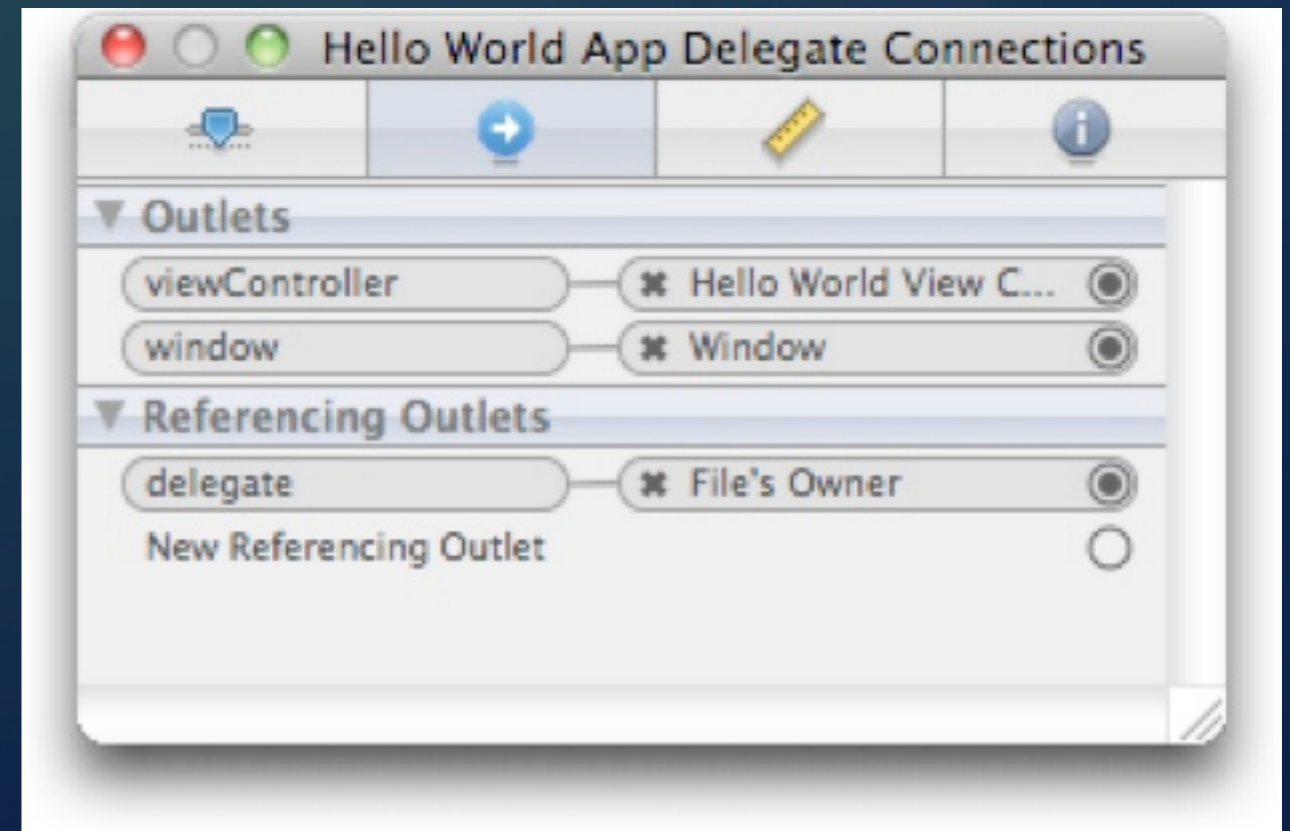 Hello World App Delegate Connections
Outlets
viewController Hello World View C...
window Window
Referencing Outlets
delegate File's Owner
New Referencing Outlet